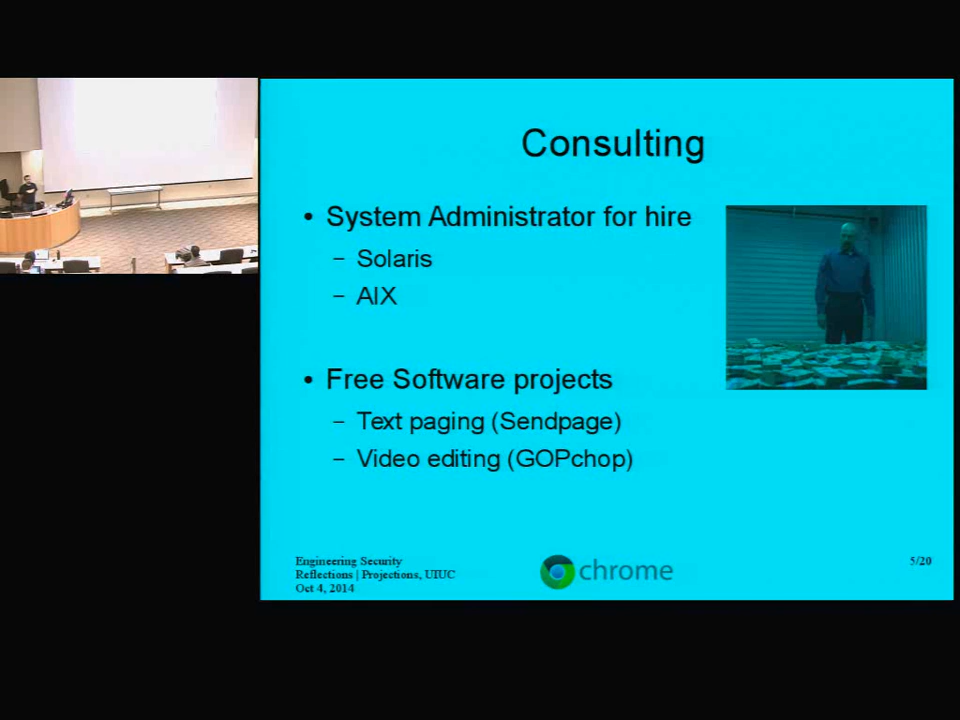 Consulting
• System Administrator for hire
– Solaris
– AIX
• Free Software projects
– Text paging (Sendpage)
– Video editing (GOPchop)
Engineering Security
Reflections | Projections, UIUC
Oct 4, 2014
chrome
5/20